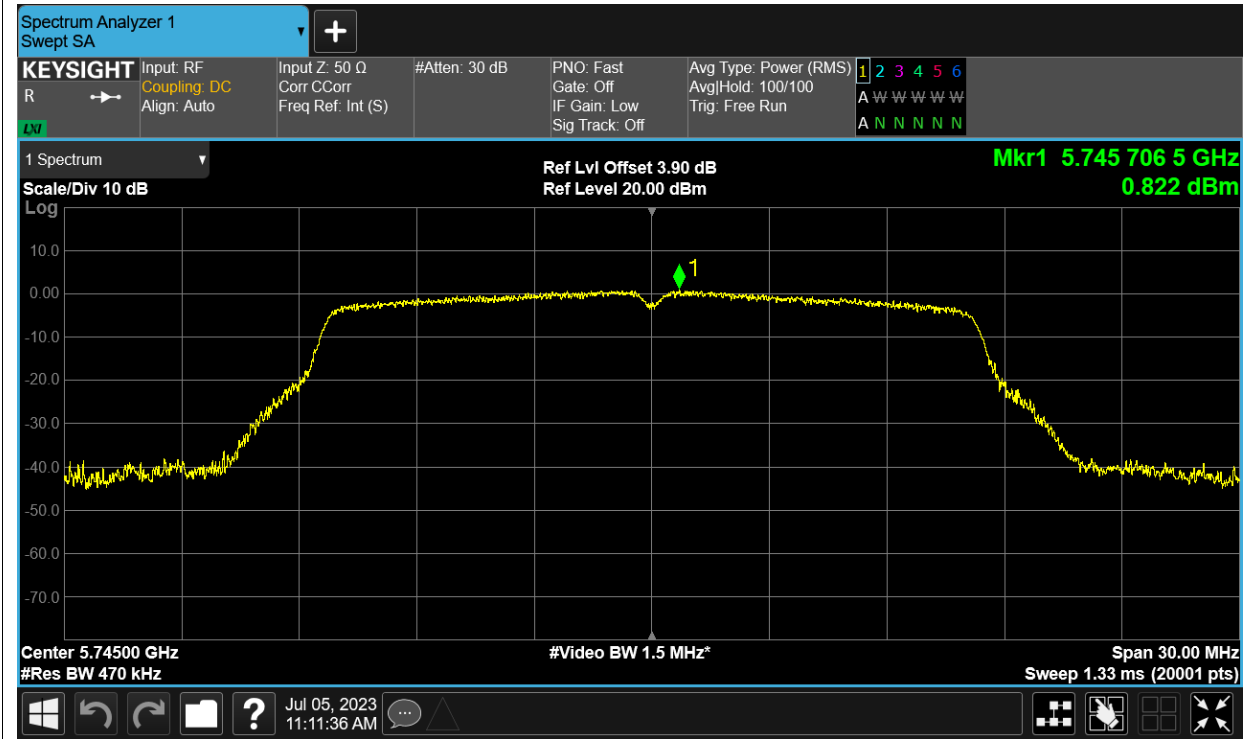 Spectrum Analyzer 1
Swept SA
KEYSIGHT
R
LXI
Input: RF
Coupling: DC
Align: Auto
Input Z: 50 Ω
Corr CCorr
Freq Ref: Int (S)
#Atten: 30 dB
PNO: Fast
Gate: Off
IF Gain: Low
Sig Track: Off
Avg Type: Power (RMS)
Avg|Hold: 100/100
Trig: Free Run
1 2 3 4 5 6
A W W W W W
A N N N N N
1 Spectrum
Scale/Div 10 dB
Log
Ref Lvl Offset 3.90 dB
Ref Level 20.00 dBm
Mkr1 5.745 706 5 GHz
0.822 dBm
1
10.0
0.00
-10.0
-20.0
-30.0
-40.0
-50.0
-60.0
-70.0
Center 5.74500 GHz
#Res BW 470 kHz
#Video BW 1.5 MHz*
Span 30.00 MHz
Sweep 1.33 ms (20001 pts)
?
Jul 05, 2023
11:11:36 AM